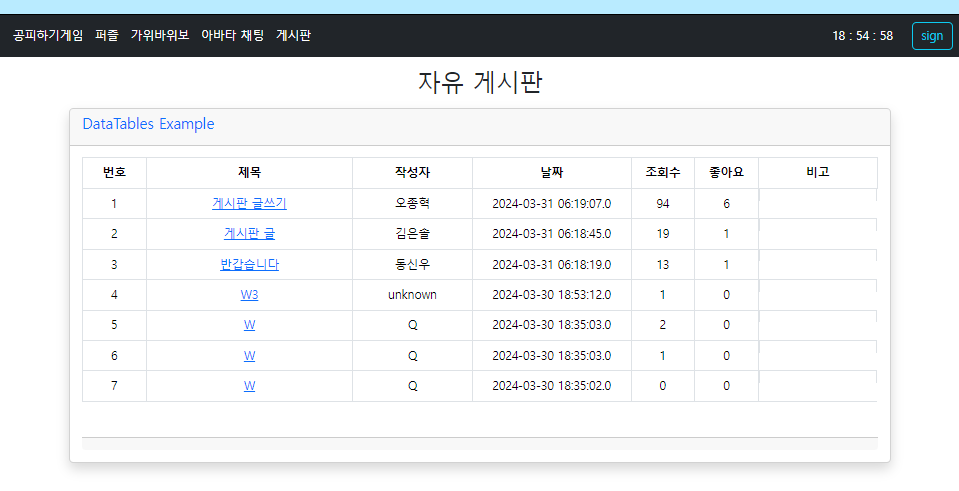 공피하기게임 퍼즐 가위바위보 아바타 채팅 게시판 18 : 54 : 58 sign
자유 게시판
DataTables Example
번호 제목 작성자 날짜 조회수 좋아요 비고
1 게시판 글쓰기 오종혁 2024-03-31 06:19:07.0 94 6
2 게시판 글 김은솔 2024-03-31 06:18:45.0 19 1
3 반갑습니다 동신우 2024-03-31 06:18:19.0 13 1
4 W3 unknown 2024-03-30 18:53:12.0 1 0
5 W Q 2024-03-30 18:35:03.0 2 0
6 W Q 2024-03-30 18:35:03.0 1 0
7 W Q 2024-03-30 18:35:02.0 0 0